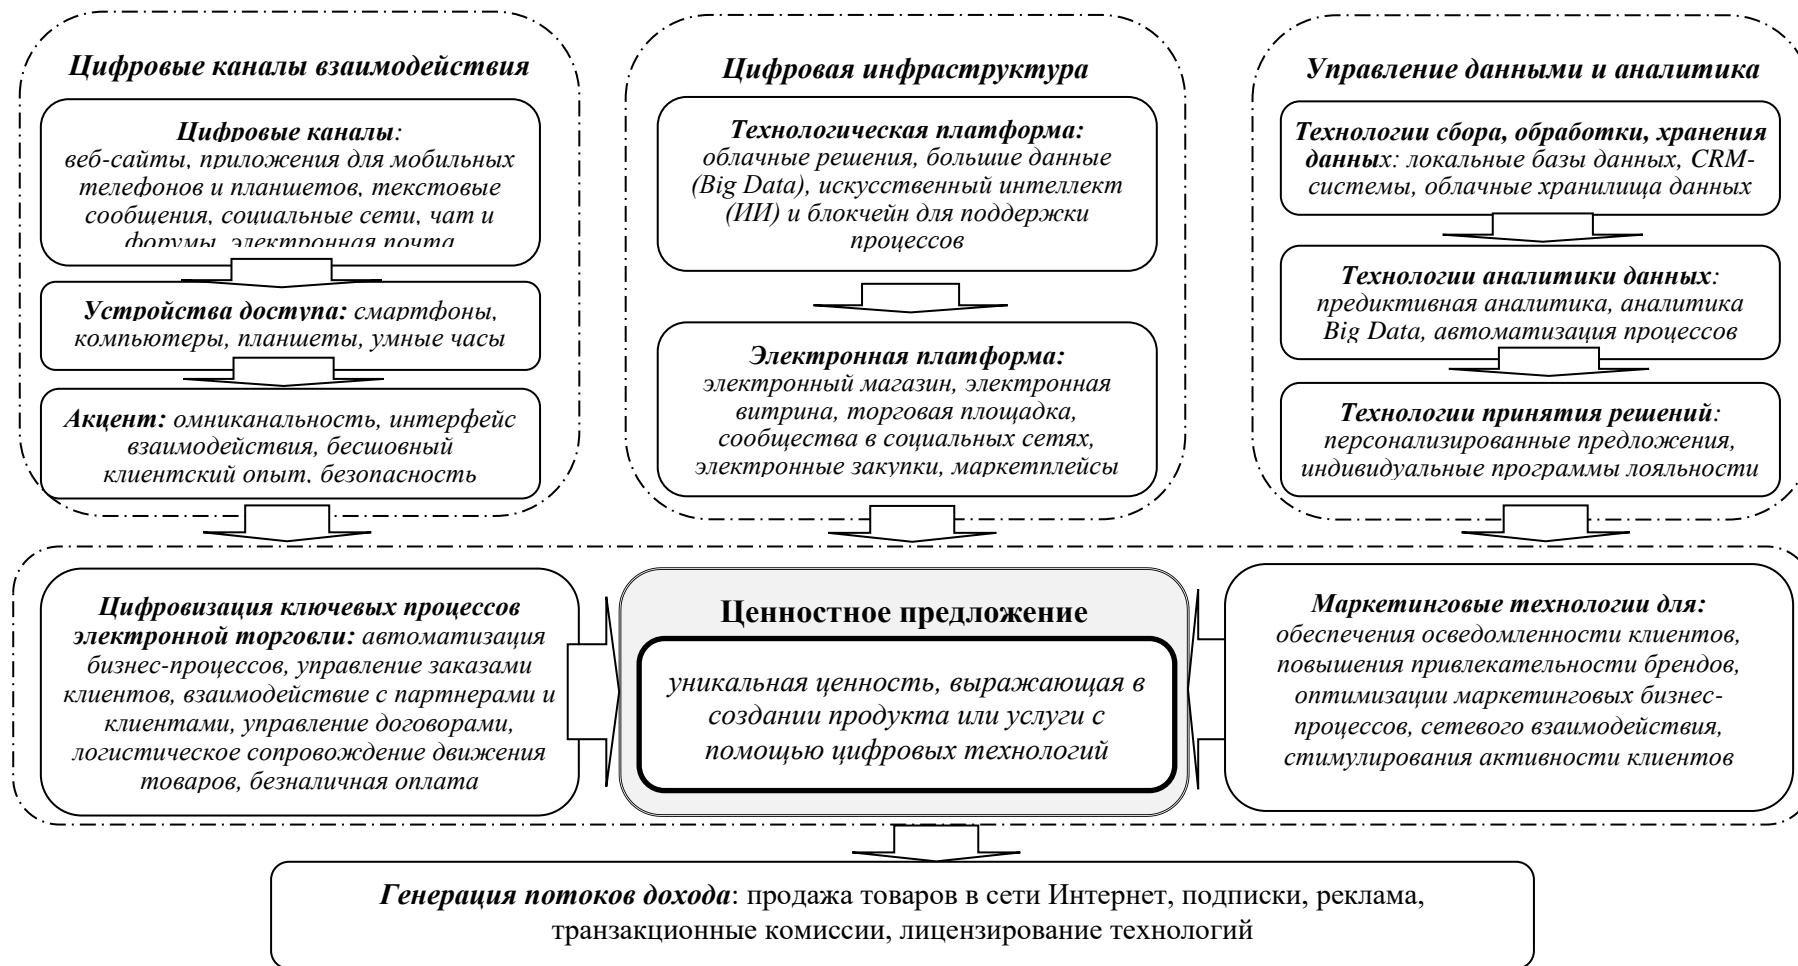 Цифровые каналы взаимодействия
Цифровые каналы:
веб-сайты, приложения для мобильных
телефонов и планшетов, текстовые
сообщения, социальные сети, чат и
форумы, электронная почта
Устройства доступа: смартфоны,
компьютеры, планшеты, умные часы
Акцент: омниканальность, интерфейс
взаимодействия, бесшовный
клиентский опыт, безопасность
Цифровая инфраструктура
Технологическая платформа:
облачные решения, большие данные
(Big Data), искусственный интеллект
(ИИ) и блокчейн для поддержки
процессов
Электронная платформа:
электронный магазин, электронная
витрина, торговая площадка,
сообщества в социальных сетях,
электронные закупки, маркетплейсы
Управление данными и аналитика
Технологии сбора, обработки, хранения
данных: локальные базы данных, CRM-
системы, облачные хранилища данных
Технологии аналитики данных:
предиктивная аналитика, аналитика
Big Data, автоматизация процессов
Технологии принятия решений:
персонализированные предложения,
индивидуальные программы лояльности
Цифровизация ключевых процессов
электронной торговли: автоматизация
бизнес-процессов, управление заказами
клиентов, взаимодействие с партнерами и
клиентами, управление договорами,
логистическое сопровождение движения
товаров, безналичная оплата
Ценностное предложение
уникальная ценность, выражающая в
создании продукта или услуги с
помощью цифровых технологий
Маркетинговые технологии для:
обеспечения осведомленности клиентов,
повышения привлекательности брендов,
оптимизации маркетинговых бизнес-
процессов, сетевого взаимодействия,
стимулирования активности клиентов
Генерация потоков дохода: продажа товаров в сети Интернет, подписки, реклама,
транзакционные комиссии, лицензирование технологий